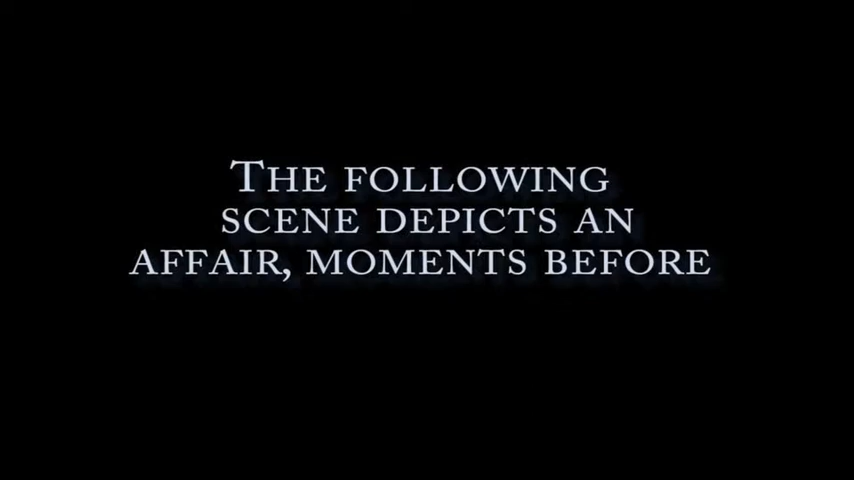 THE FOLLOWING
SCENE DEPICTS AN
AFFAIR, MOMENTS BEFORE